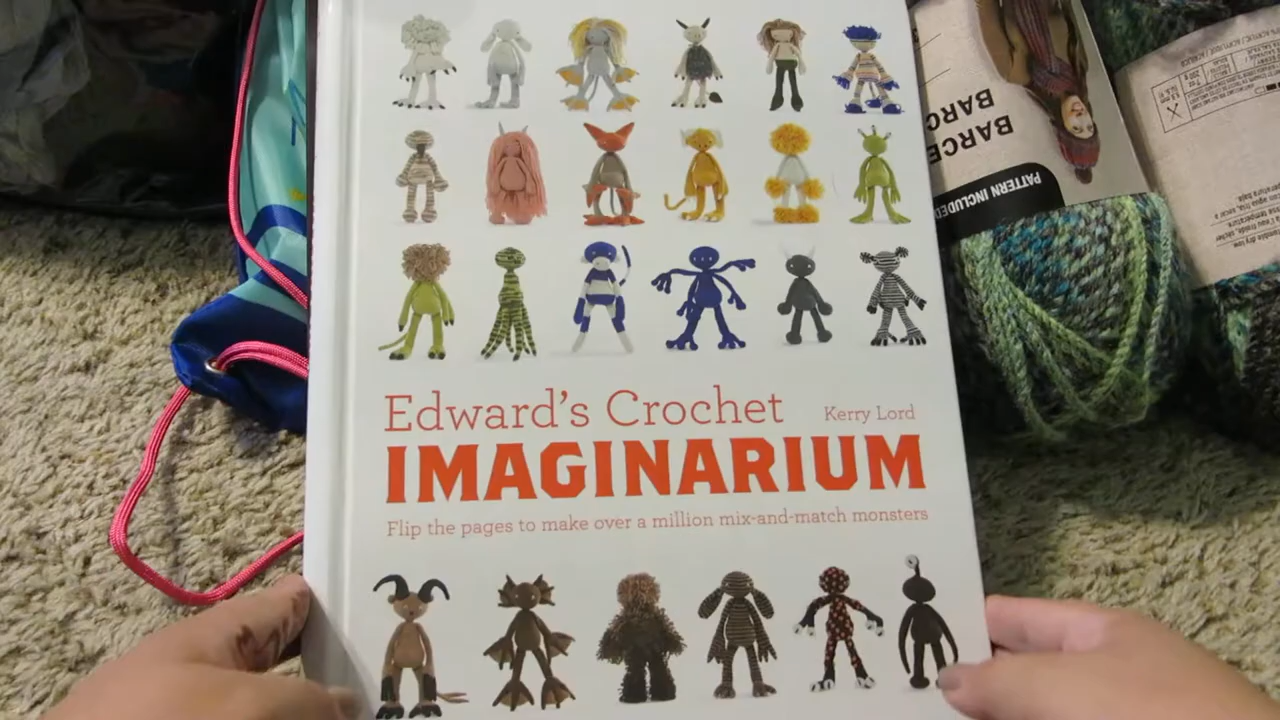 Edward's Crochet
Kerry Lord
IMAGINARIUM
Flip the pages to make over a million mix-and-match monsters
BARC
BARCE
PATTERN INCLUDED